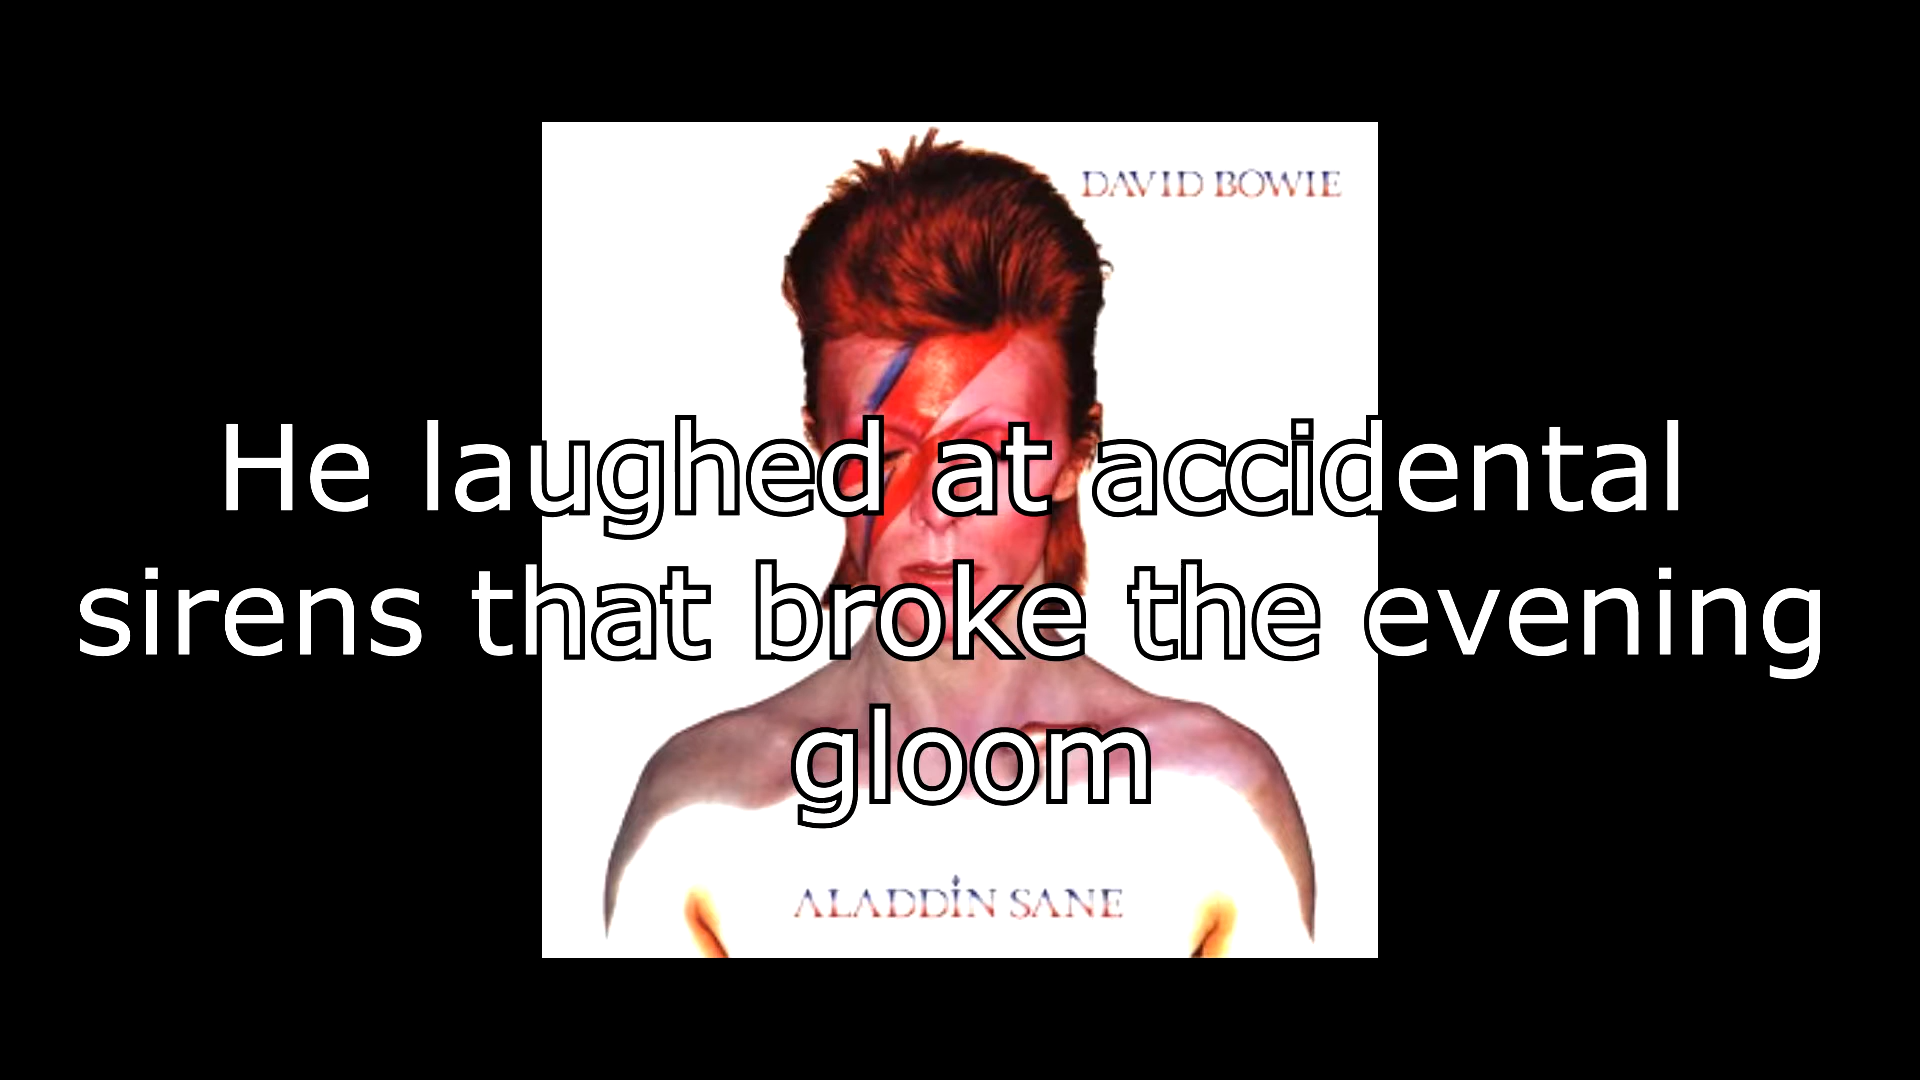 DAVID BOWIE
He laughed at accidental
sirens that broke the evening
gloom
ALADDIN SANE